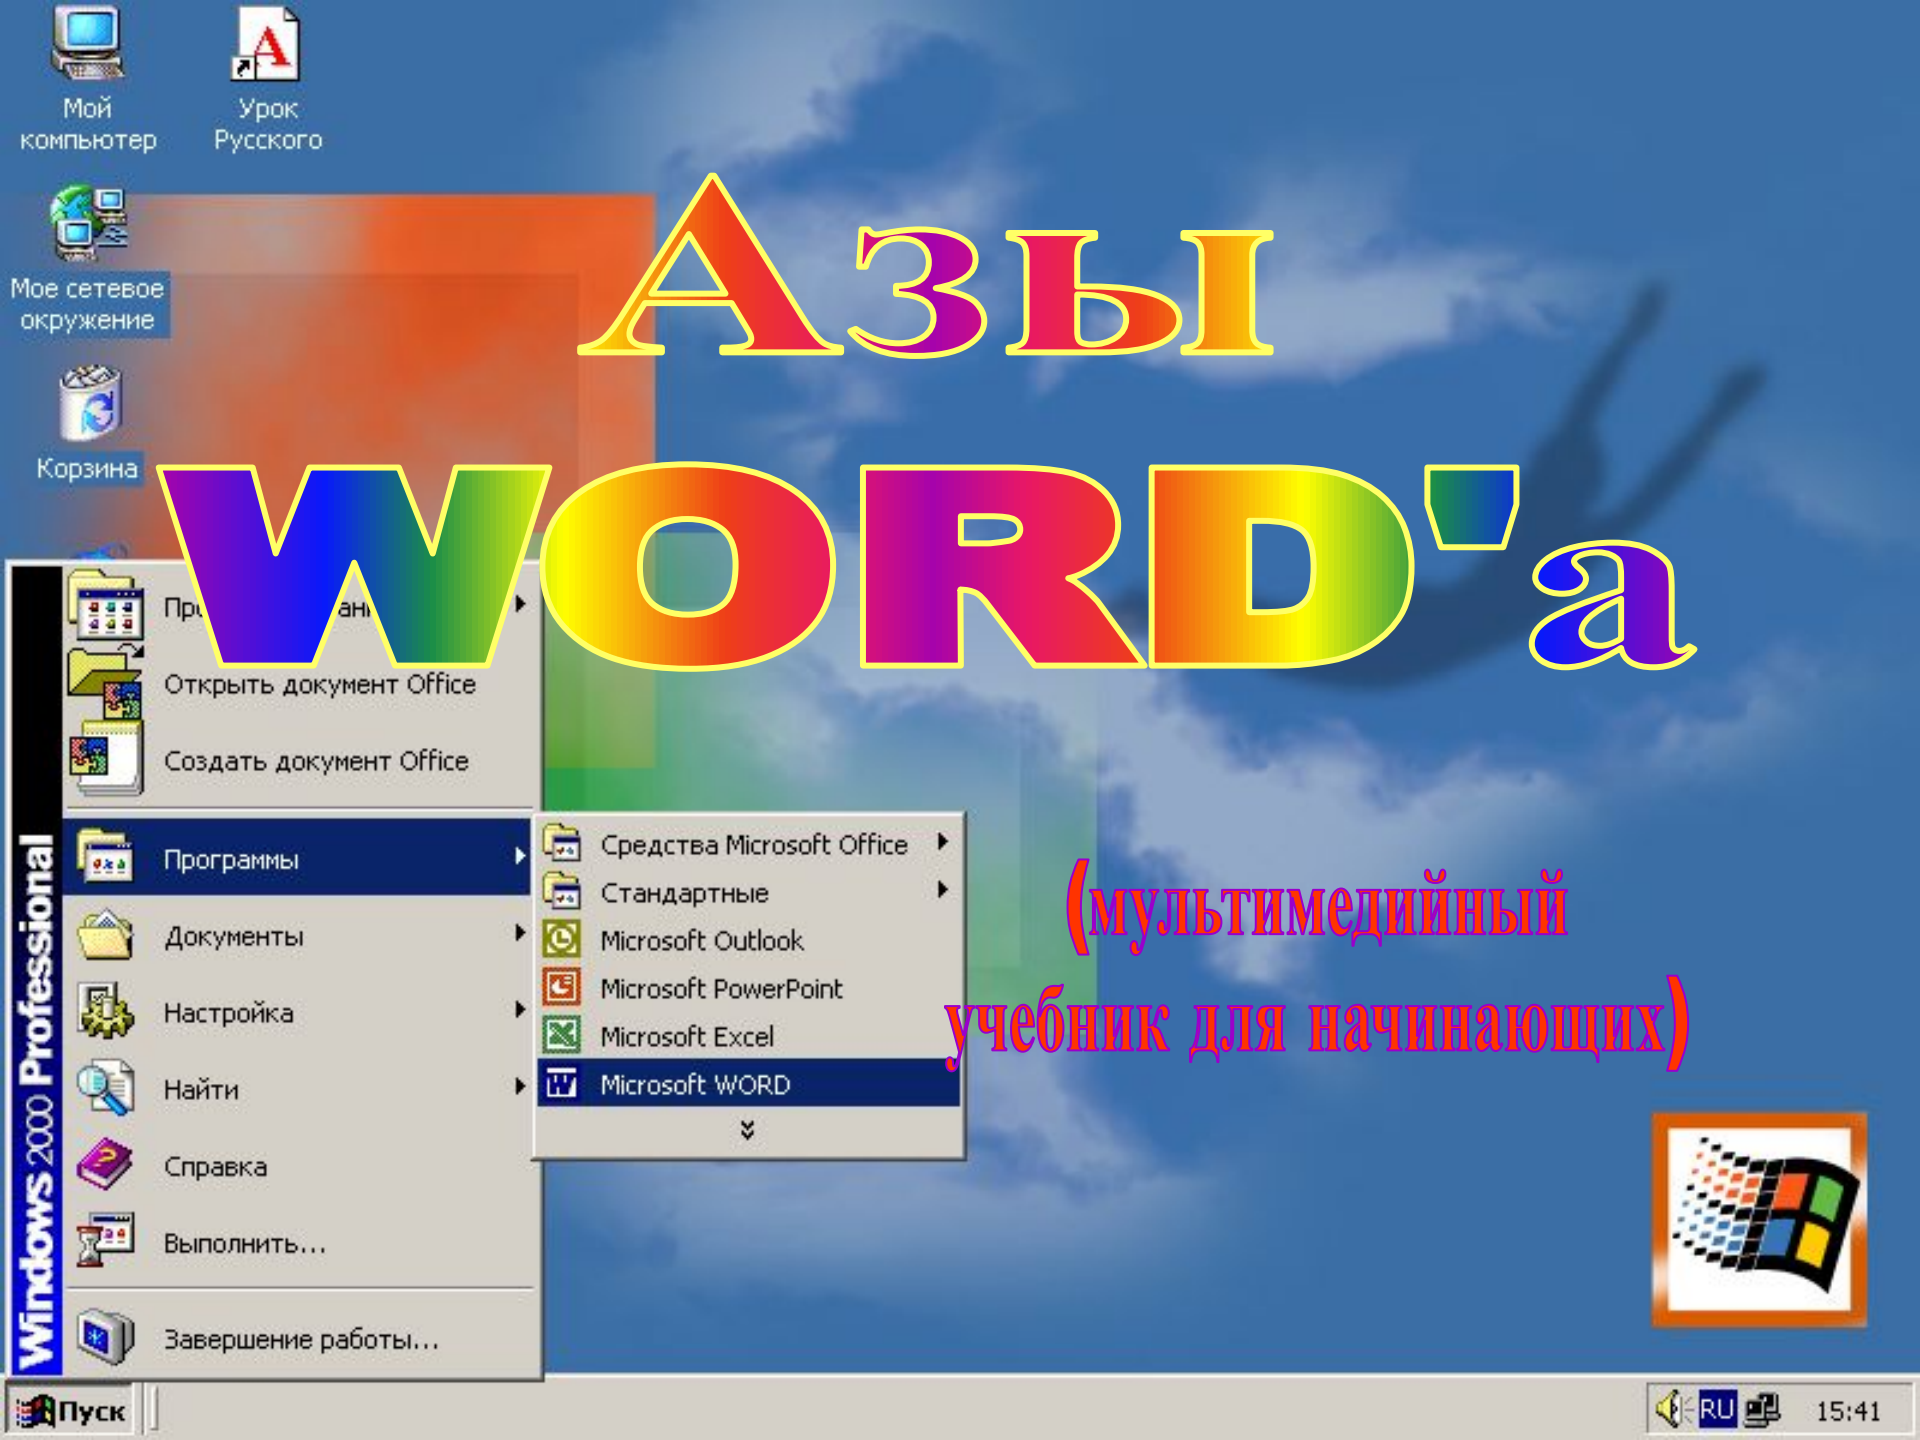 Мой
компьютер
Урок
Русского
Мое сетевое
окружение
Корзина
Азы
WORD'а
(мультимедийный
учебник для начинающих)
Открыть документ Office
Создать документ Office
Программы
Документы
Настройка
Найти
Справка
Выполнить...
Завершение работы...
Windows 2000 Professional
Средства Microsoft Office
Стандартные
Microsoft Outlook
Microsoft PowerPoint
Microsoft Excel
Microsoft WORD
Пуск
RU
15:41